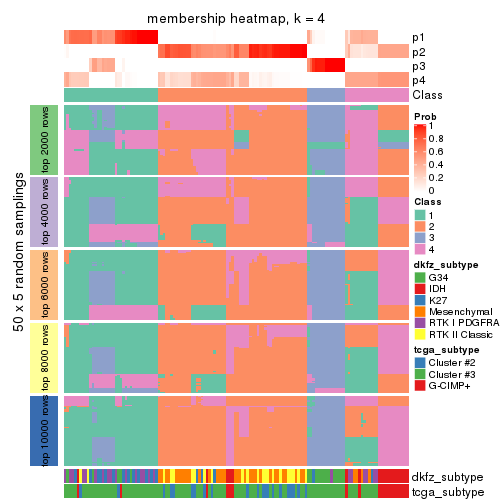 membership heatmap, k = 4
p1
p2
p3
p4
Class
50 x 5 random samplings
top 2000 rows
top 4000 rows
top 6000 rows
top 8000 rows
top 10000 rows
Prob
1
0.8
0.6
0.4
0.2
0
Class
1
2
3
4
dkfz_subtype
G34
IDH
K27
Mesenchymal
RTK I PDGFRA
RTK II Classic
tcga_subtype
Cluster #2
Cluster #3
G-CIMP+
dkfz_subtype
tcga_subtype